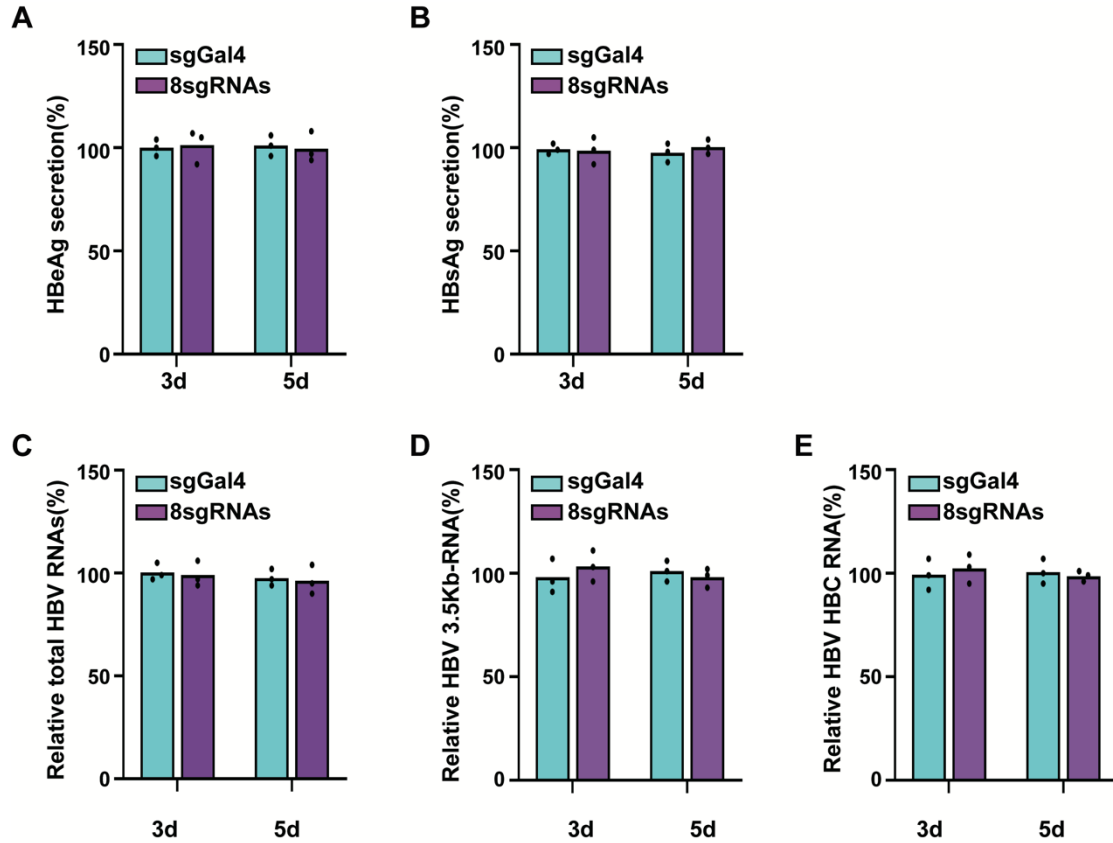 A
HBeAg secretion(%)
150
100
50
0
sgGal4
8sgRNAs
3d
5d
B
HBsAg secretion(%)
150
100
50
0
sgGal4
8sgRNAs
3d
5d
C
Relative total HBV RNAs(%)
150
100
50
0
sgGal4
8sgRNAs
3d
5d
D
Relative HBV 3.5Kb-RNA(%)
150
100
50
0
sgGal4
8sgRNAs
3d
5d
E
Relative HBV HBC RNA(%)
150
100
50
0
sgGal4
8sgRNAs
3d
5d